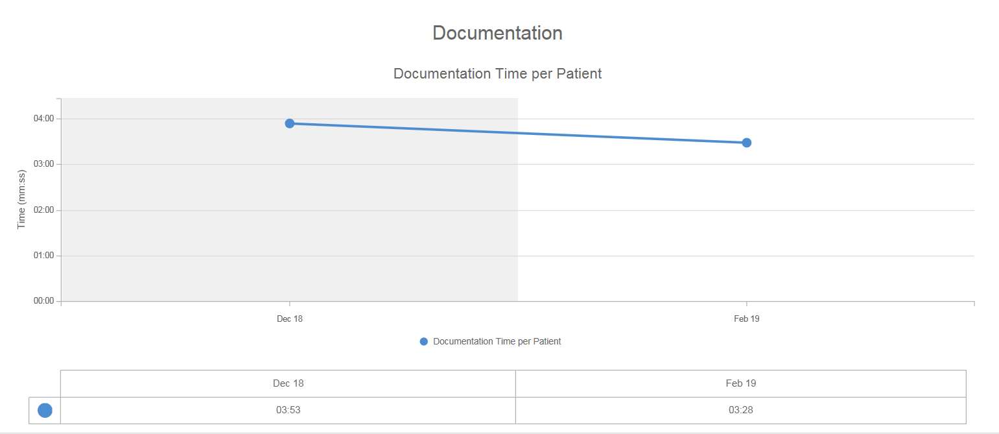 Documentation
Documentation Time per Patient
04:00
03:00
02:00
01:00
00:00
Time (mm:ss)
Dec 18 Feb 19
Documentation Time per Patient
Dec 18 Feb 19
03:53 03:28